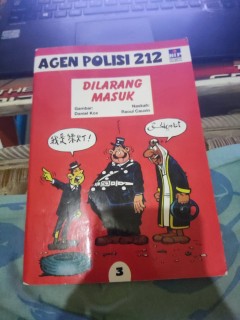 AGEN POLISI 212
DILARANG
MASUK
Gambar:
Daniel Kox
Naskah:
Raoul Cauvin
3